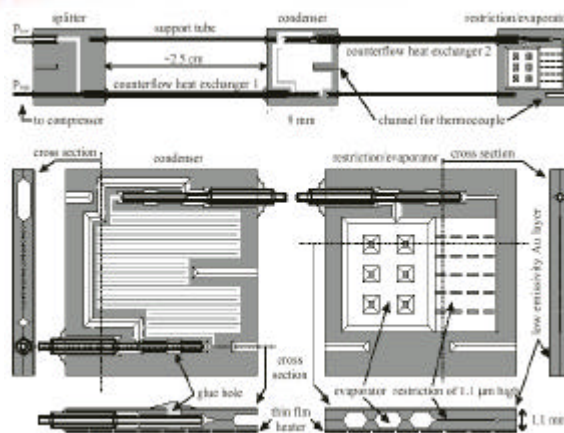 splitter condenser restriction/evaporator
support tube
counterflow heat exchanger 2
~2.5 cm
counterflow heat exchanger 1
to compressor 9 mm channel for thermocouple
cross section condenser restriction/evaporator cross section
low emissivity Au layer
glue hole
cross section
evaporator restriction of 1.1 µm high
thin film heater
1.1 mm